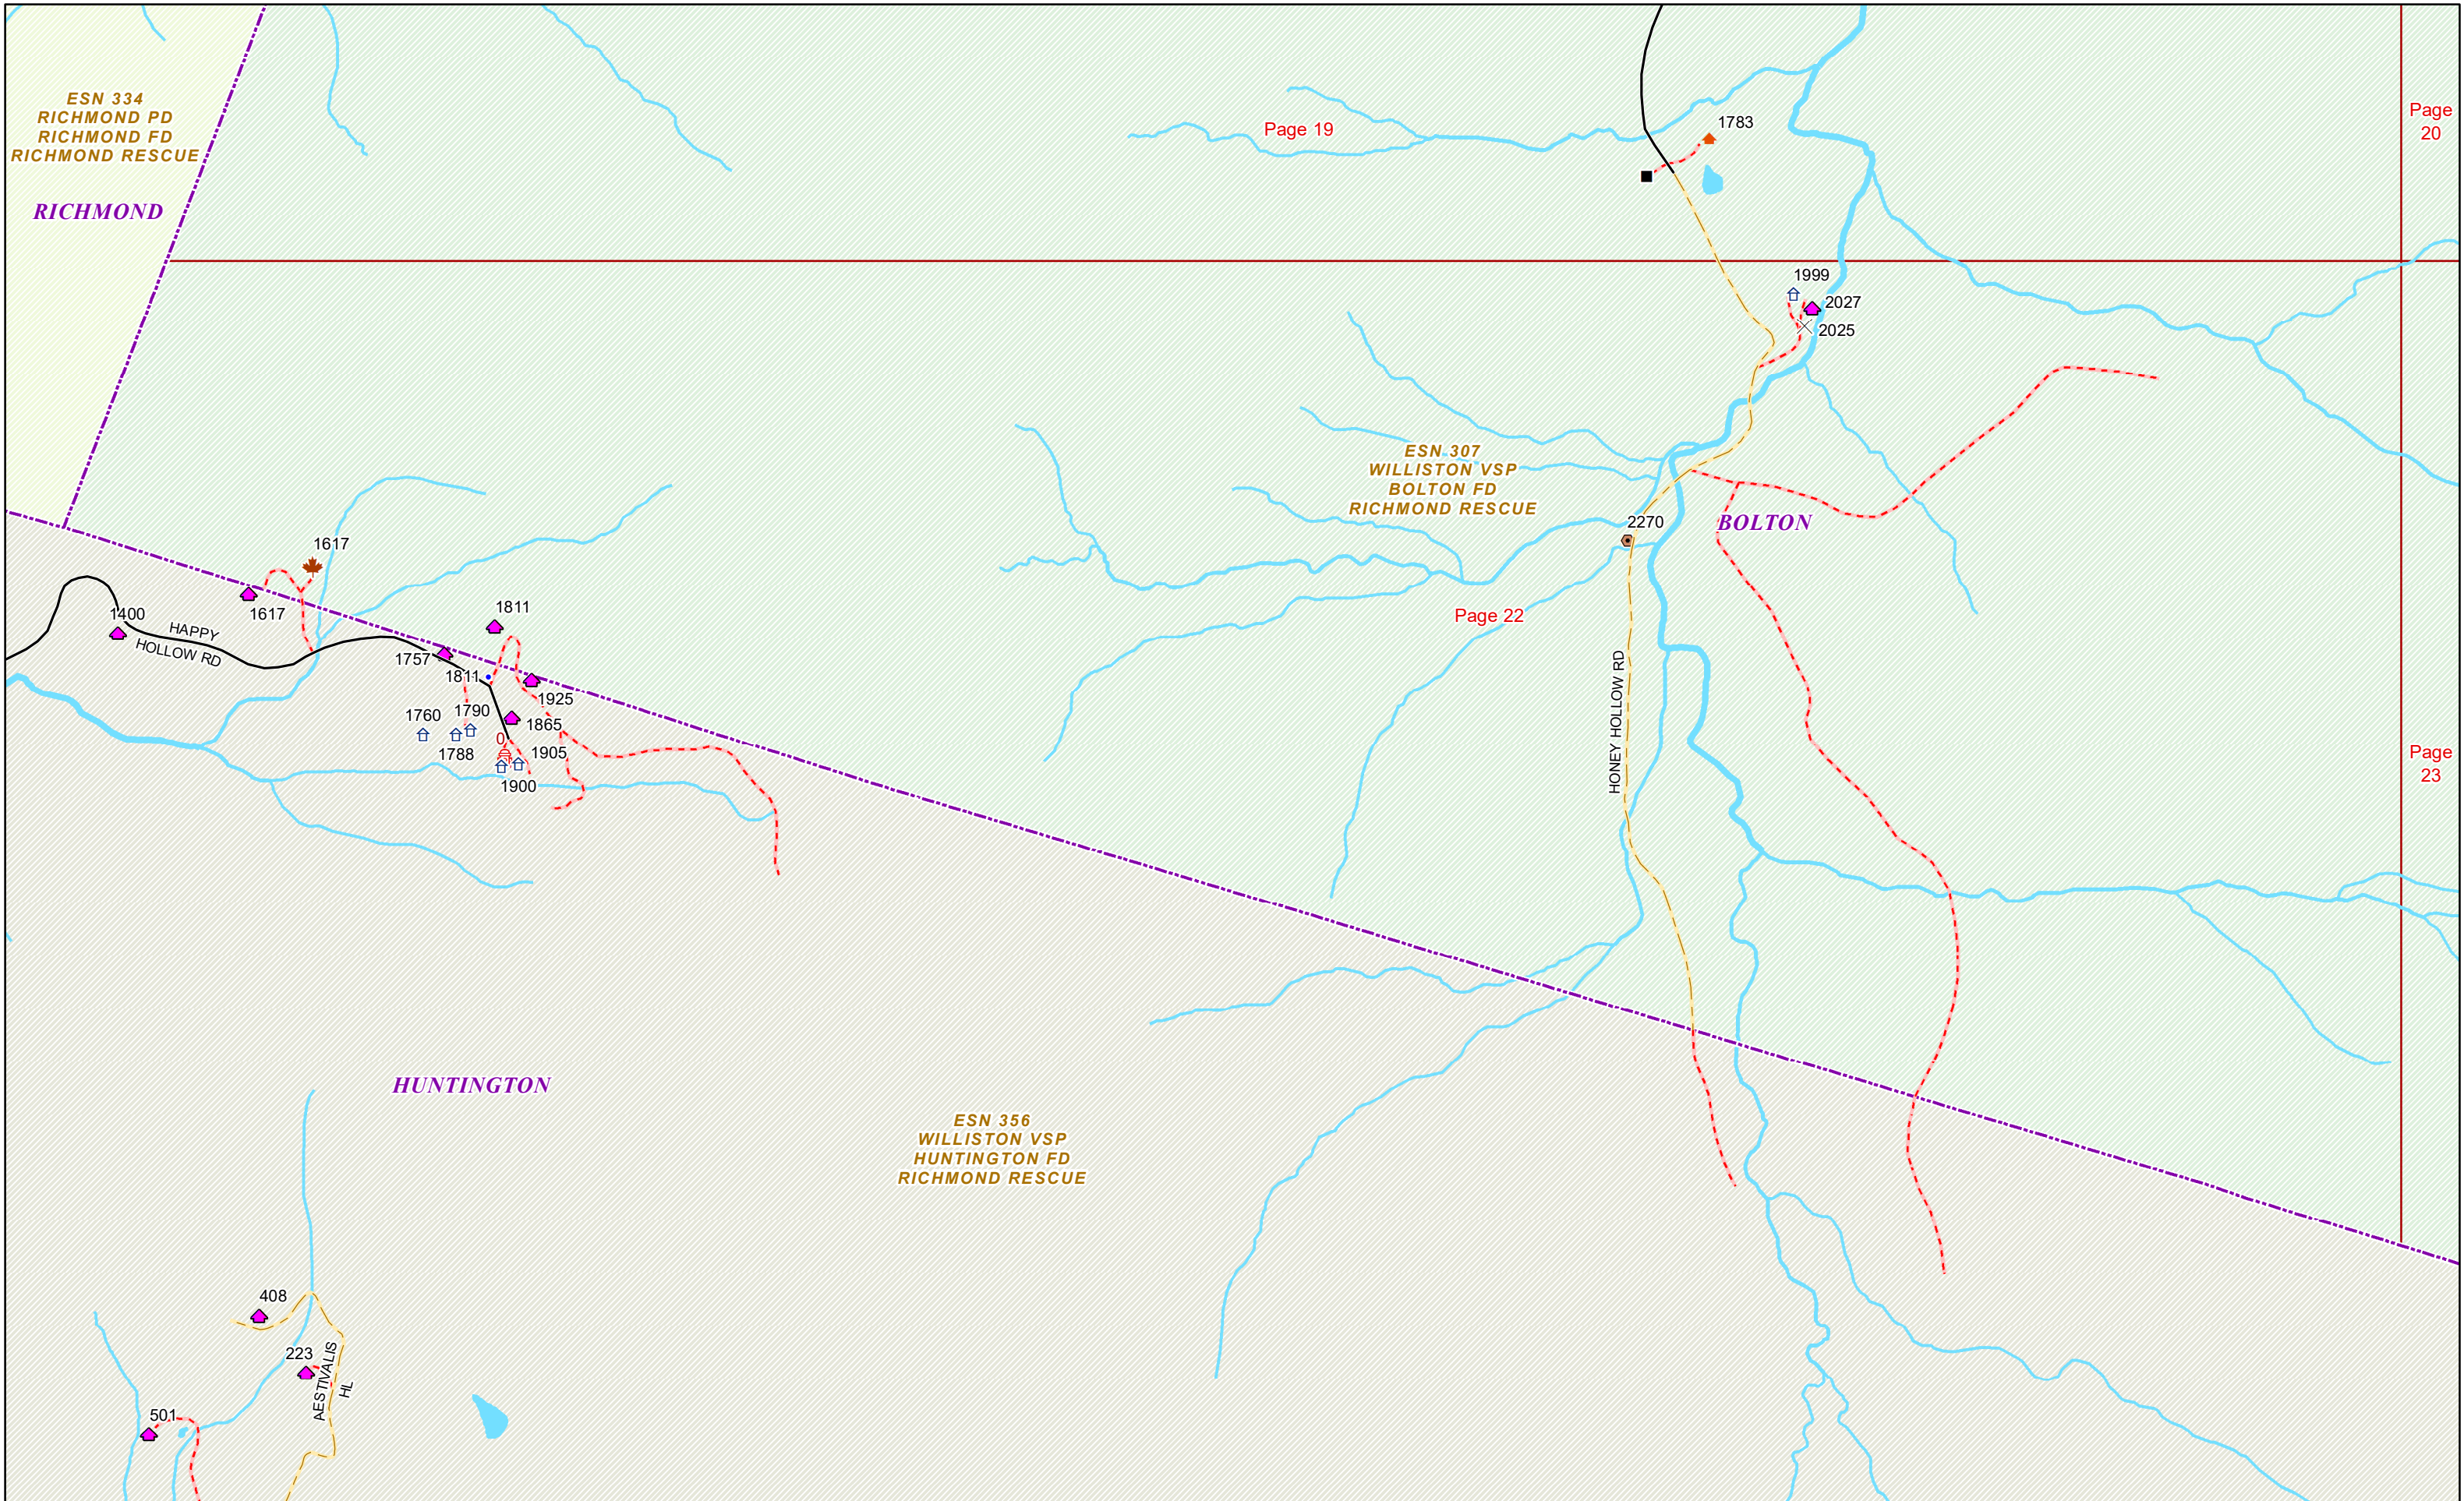 ESN 334
RICHMOND PD
RICHMOND FD
RICHMOND RESCUE
RICHMOND
Page 19
1783
Page
20
1999
2027
2025
ESN 307
WILLISTON VSP
BOLTON FD
RICHMOND RESCUE
2270
BOLTON
1617
1617
1400
HAPPY
HOLLOW RD
1811
1757
1811
1925
1760
1790
1865
0
1788
1905
1900
Page 22
HONEY HOLLOW RD
Page
23
HUNTINGTON
ESN 356
WILLISTON VSP
HUNTINGTON FD
RICHMOND RESCUE
408
223
AESTIVALIS
HL
501